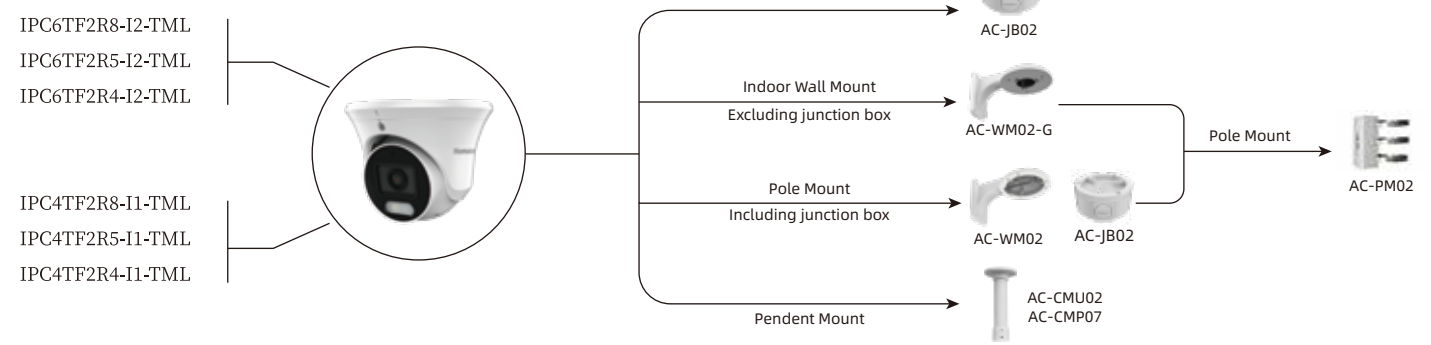 IPC6TF2R8-I2-TML
IPC6TF2R5-I2-TML
IPC6TF2R4-I2-TML
IPC4TF2R8-I1-TML
IPC4TF2R5-I1-TML
IPC4TF2R4-I1-TML
AC-JB02
Indoor Wall Mount
Excluding junction box
AC-WM02-G
Pole Mount
Including junction box
AC-WM02
AC-JB02
Pendent Mount
AC-CMU02
AC-CMP07
Pole Mount
AC-PM02